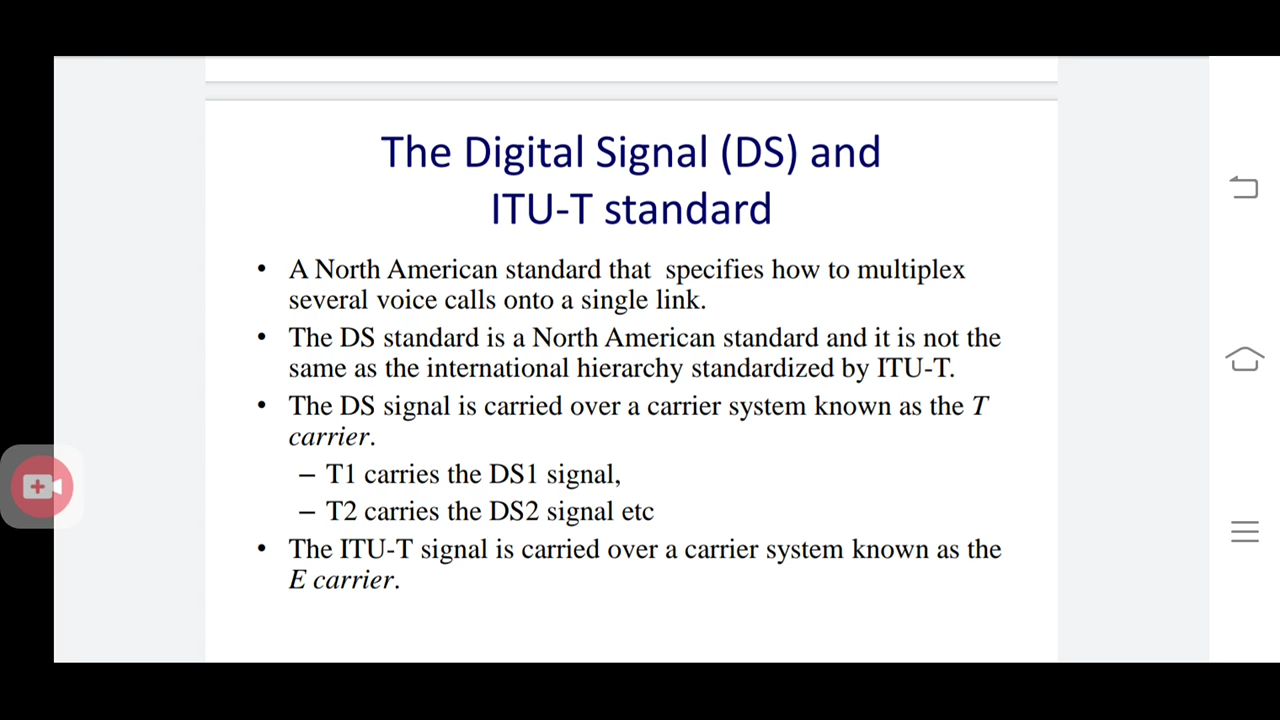 The Digital Signal (DS) and
ITU-T standard
• A North American standard that specifies how to multiplex
several voice calls onto a single link.
• The DS standard is a North American standard and it is not the
same as the international hierarchy standardized by ITU-T.
• The DS signal is carried over a carrier system known as the T
carrier.
– T1 carries the DS1 signal,
– T2 carries the DS2 signal etc
• The ITU-T signal is carried over a carrier system known as the
E carrier.